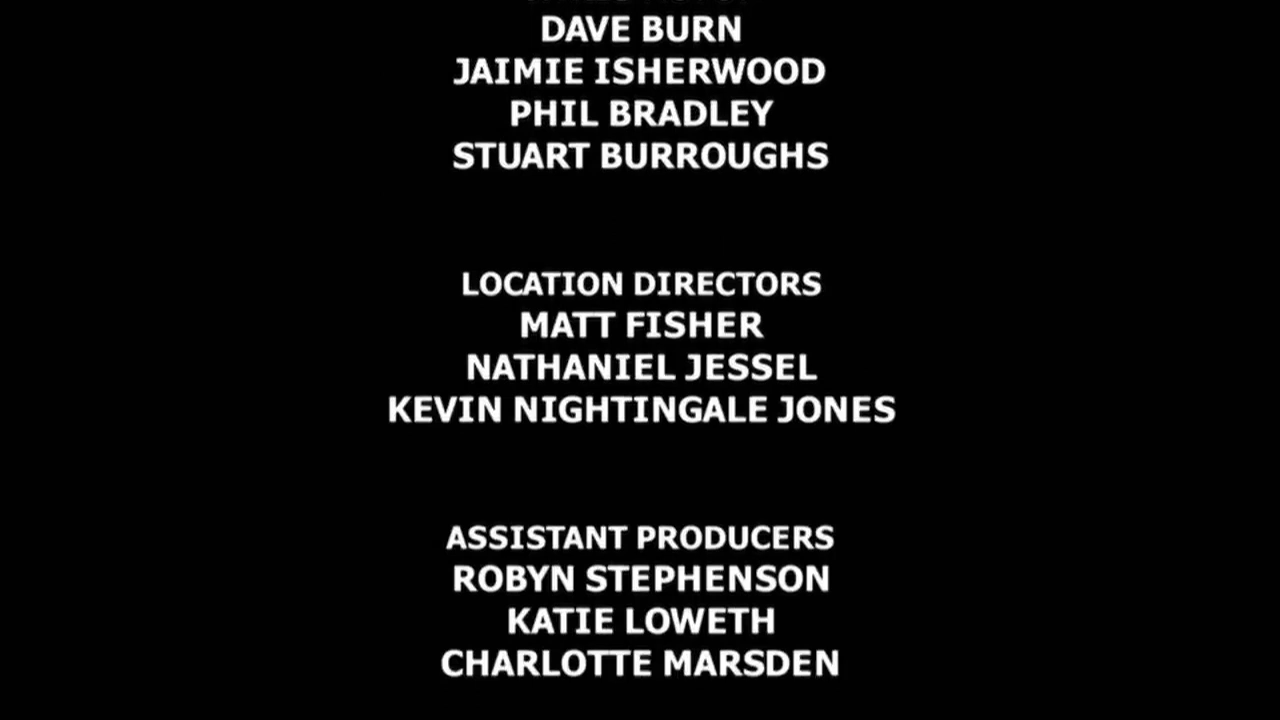 DAVE BURN
JAIMIE ISHERWOOD
PHIL BRADLEY
STUART BURROUGHS
LOCATION DIRECTORS
MATT FISHER
NATHANIEL JESSEL
KEVIN NIGHTINGALE JONES
ASSISTANT PRODUCERS
ROBYN STEPHENSON
KATIE LOWETH
CHARLOTTE MARSDEN